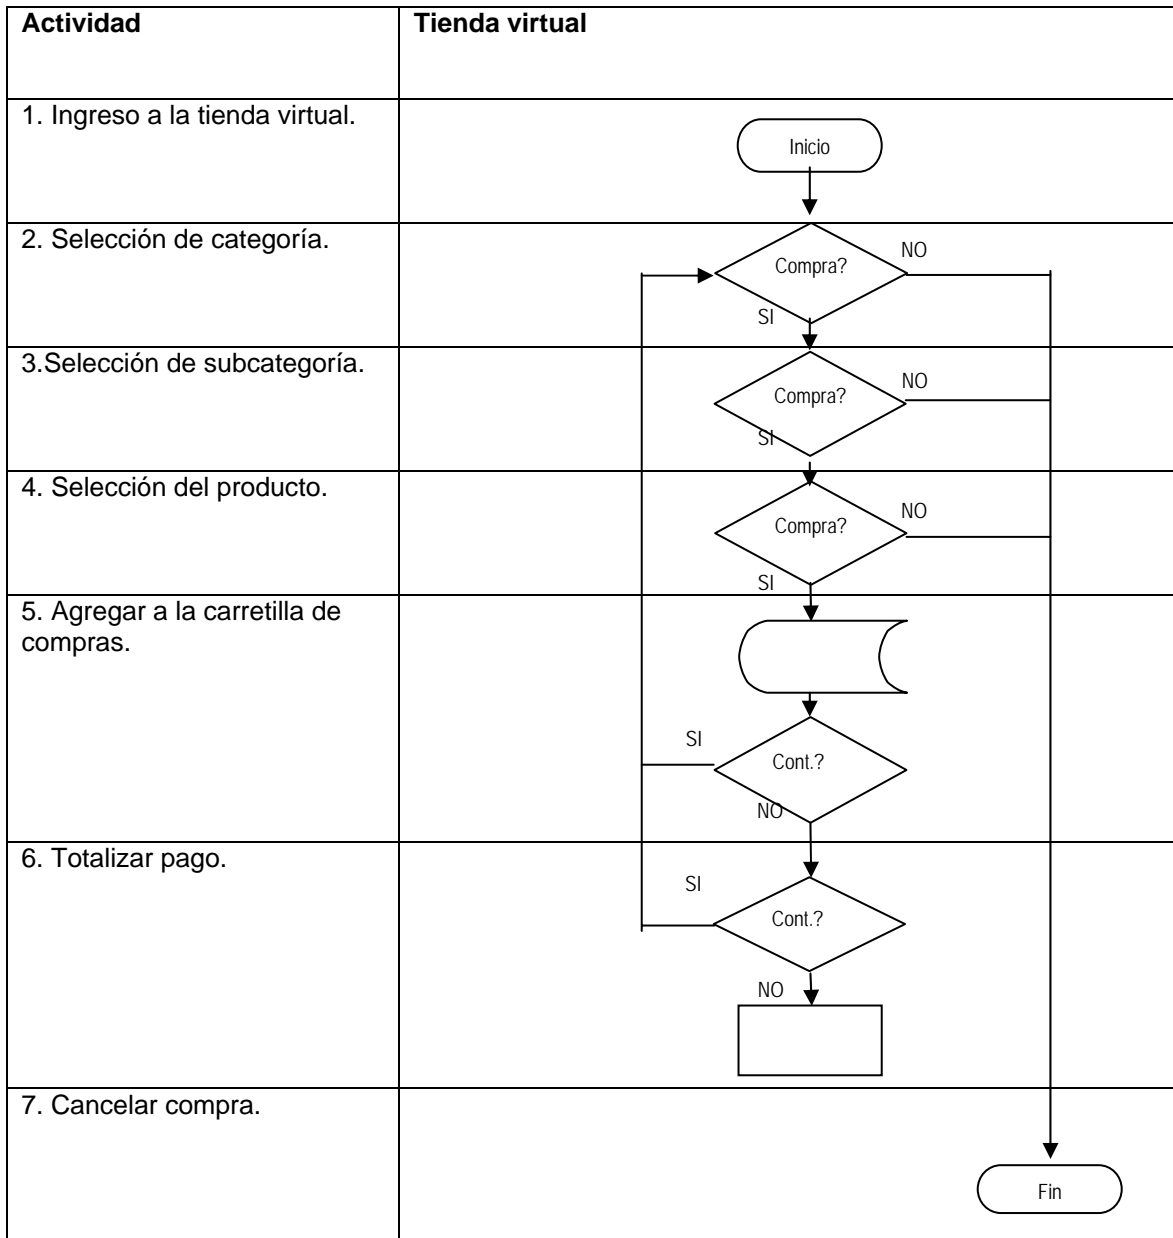 Actividad
Tienda virtual
1. Ingreso a la tienda virtual.
Inicio
2. Selección de categoría.
NO
Compra?
SI
3.Selección de subcategoría.
NO
Compra?
SI
4. Selección del producto.
NO
Compra?
SI
5. Agregar a la carretilla de
compras.
SI
Cont.?
NO
6. Totalizar pago.
SI
Cont.?
NO
7. Cancelar compra.
Fin